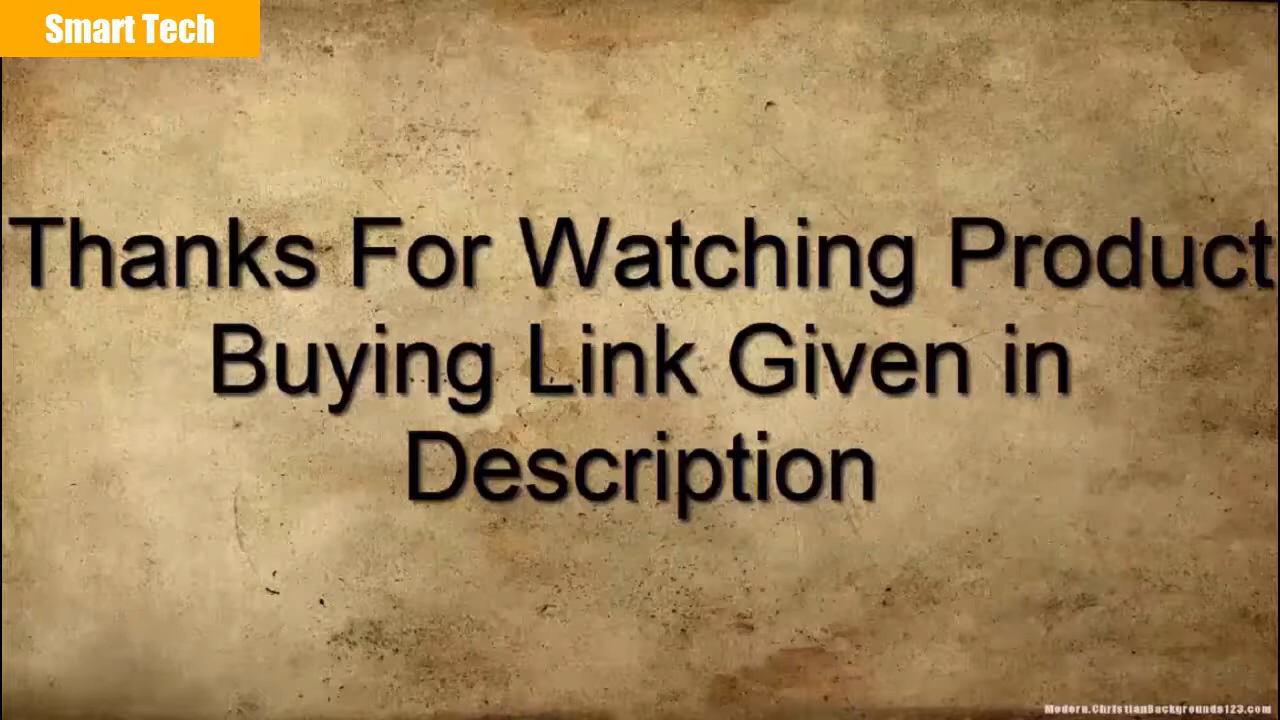 Smart Tech
Thanks For Watching Product
Buying Link Given in
Description
Modern.ChristianBackgrounds123.com